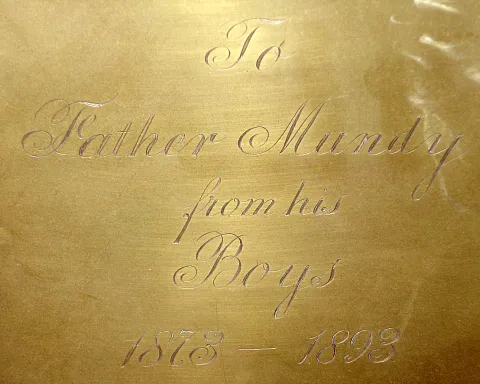 To
Father Mundy
from his
Boys
1873 — 1893